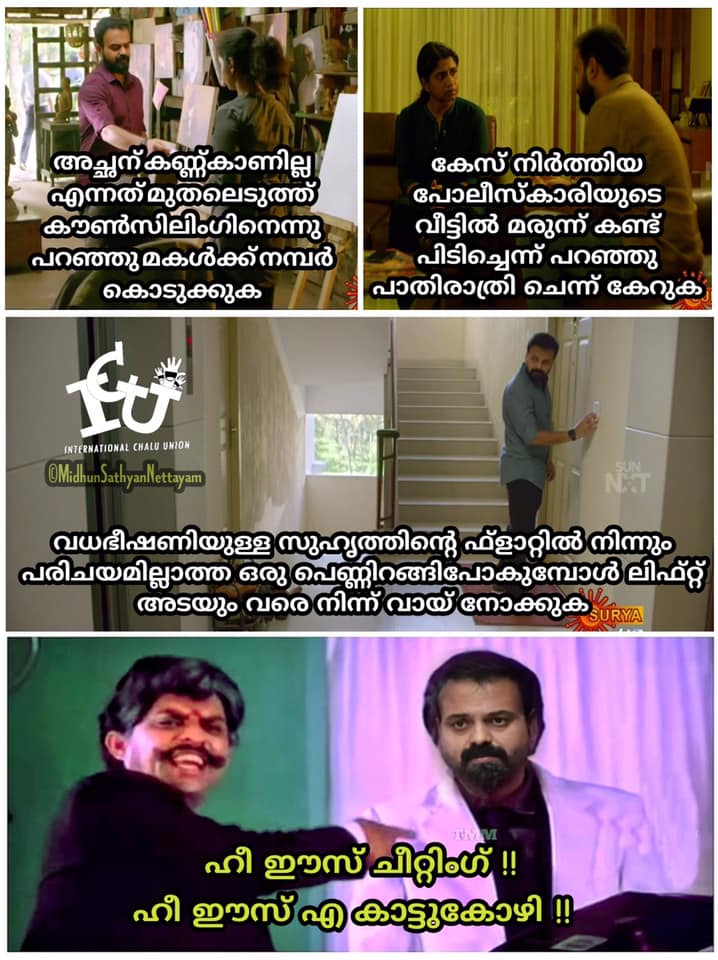 അച്ഛന് കണ്ണ്കാണില്ല
എന്നത് മുതലെടുത്ത്
കൗൺസിലിംഗിനെന്നു
പറഞ്ഞു മകൾക്ക് നമ്പർ
കൊടുക്കുക
കേസ് നിർത്തിയ
പോലീസ്കാരിയുടെ
വീട്ടിൽ മരുന്ന് കണ്ട്
പിടിച്ചെന്ന് പറഞ്ഞു
പാതിരാത്രി ചെന്ന് കേറുക
ICU
INTERNATIONAL CHALU UNION
©MidhunSathyanNettayam
SUN
NXT
വധഭീഷണിയുള്ള സുഹൃത്തിന്റെ ഫ്ളാറ്റിൽ നിന്നും
പരിചയമില്ലാത്ത ഒരു പെണ്ണിറങ്ങിപോകുമ്പോൾ ലിഫ്റ്റ്
അടയും വരെ നിന്ന് വായ് നോക്കുക
SURYA
TMM
ഹീ ഈസ് ചീറ്റിംഗ് !!
ഹീ ഈസ് എ കാട്ടുകോഴി !!